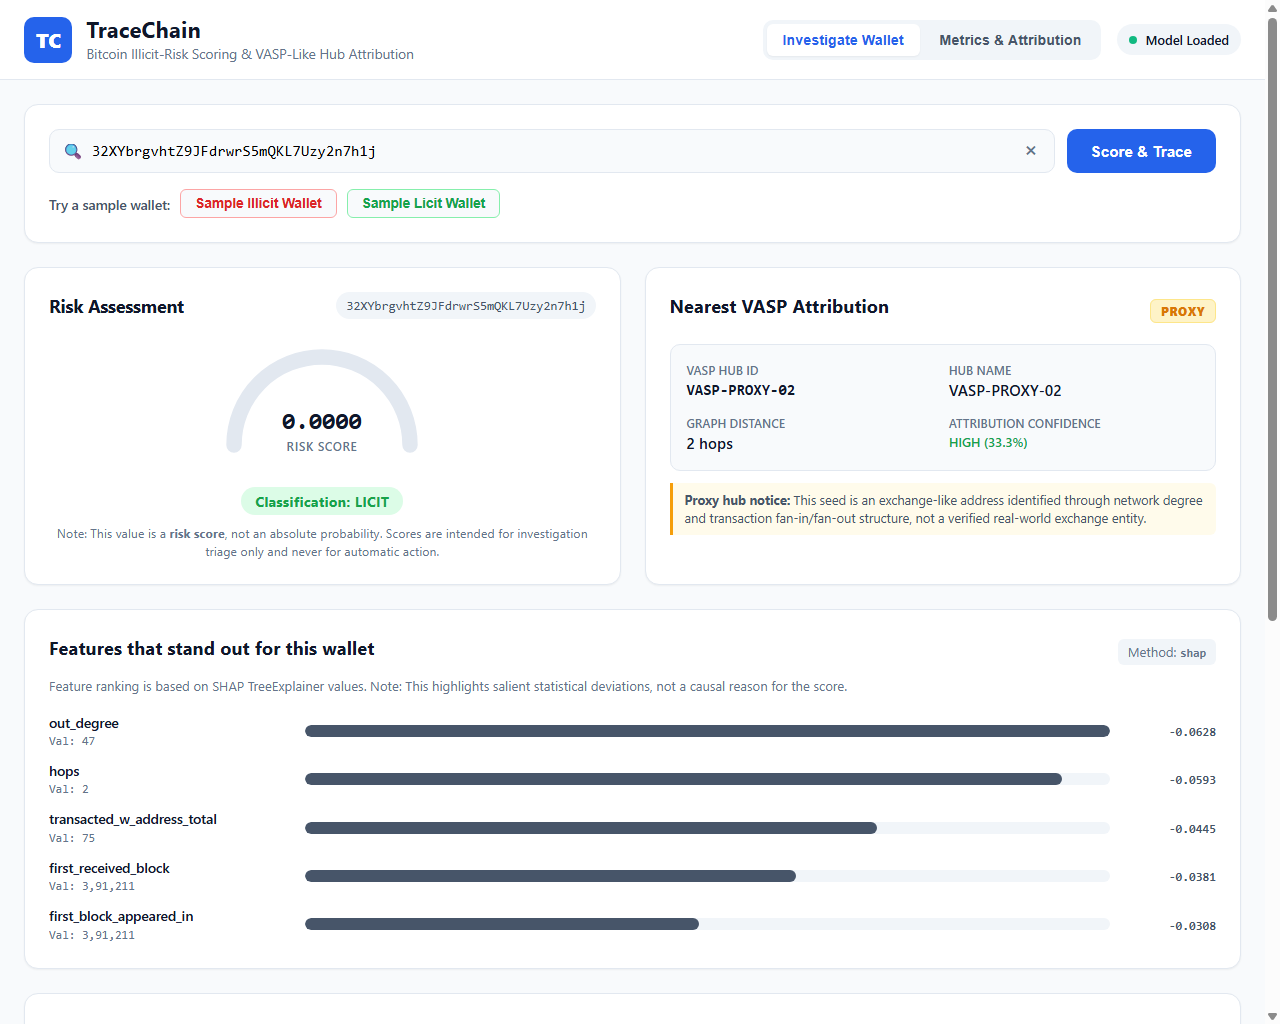 TC
TraceChain
Bitcoin Illicit-Risk Scoring & VASP-Like Hub Attribution
Investigate Wallet
Metrics & Attribution
Model Loaded
32XYbrgvhtZ9JFdrwrS5mQKL7Uzy2n7h1j
×
Score & Trace
Try a sample wallet:
Sample Illicit Wallet
Sample Licit Wallet
Risk Assessment
32XYbrgvhtZ9JFdrwrS5mQKL7Uzy2n7h1j
0.0000
RISK SCORE
Classification: LICIT
Note: This value is a risk score, not an absolute probability. Scores are intended for investigation
triage only and never for automatic action.
Nearest VASP Attribution
PROXY
VASP HUB ID
VASP-PROXY-02
HUB NAME
VASP-PROXY-02
GRAPH DISTANCE
2 hops
ATTRIBUTION CONFIDENCE
HIGH (33.3%)
Proxy hub notice: This seed is an exchange-like address identified through network degree
and transaction fan-in/fan-out structure, not a verified real-world exchange entity.
Features that stand out for this wallet
Method: shap
Feature ranking is based on SHAP TreeExplainer values. Note: This highlights salient statistical deviations, not a causal reason for the score.
out_degree
Val: 47
-0.0628
hops
Val: 2
-0.0593
transacted_w_address_total
Val: 75
-0.0445
first_received_block
Val: 3,91,211
-0.0381
first_block_appeared_in
Val: 3,91,211
-0.0308